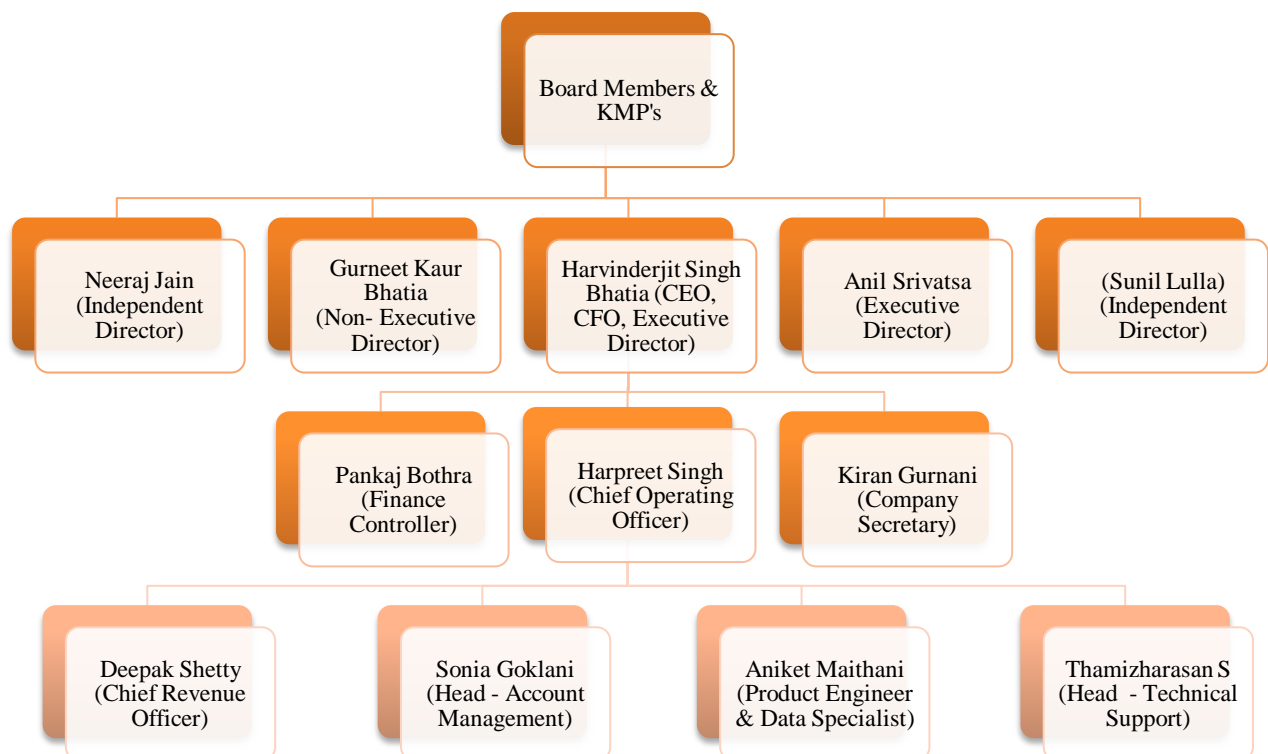 Board Members &
KMP's
Neeraj Jain
(Independent
Director)
Gurneet Kaur
Bhatia
(Non- Executive
Director)
Harvinderjit Singh
Bhatia (CEO,
CFO, Executive
Director)
Anil Srivatsa
(Executive
Director)
(Sunil Lulla)
(Independent
Director)
Pankaj Bothra
(Finance
Controller)
Harpreet Singh
(Chief Operating
Officer)
Kiran Gurnani
(Company
Secretary)
Deepak Shetty
(Chief Revenue
Officer)
Sonia Goklani
(Head - Account
Management)
Aniket Maithani
(Product Engineer
& Data Specialist)
Thamizharasan S
(Head - Technical
Support)